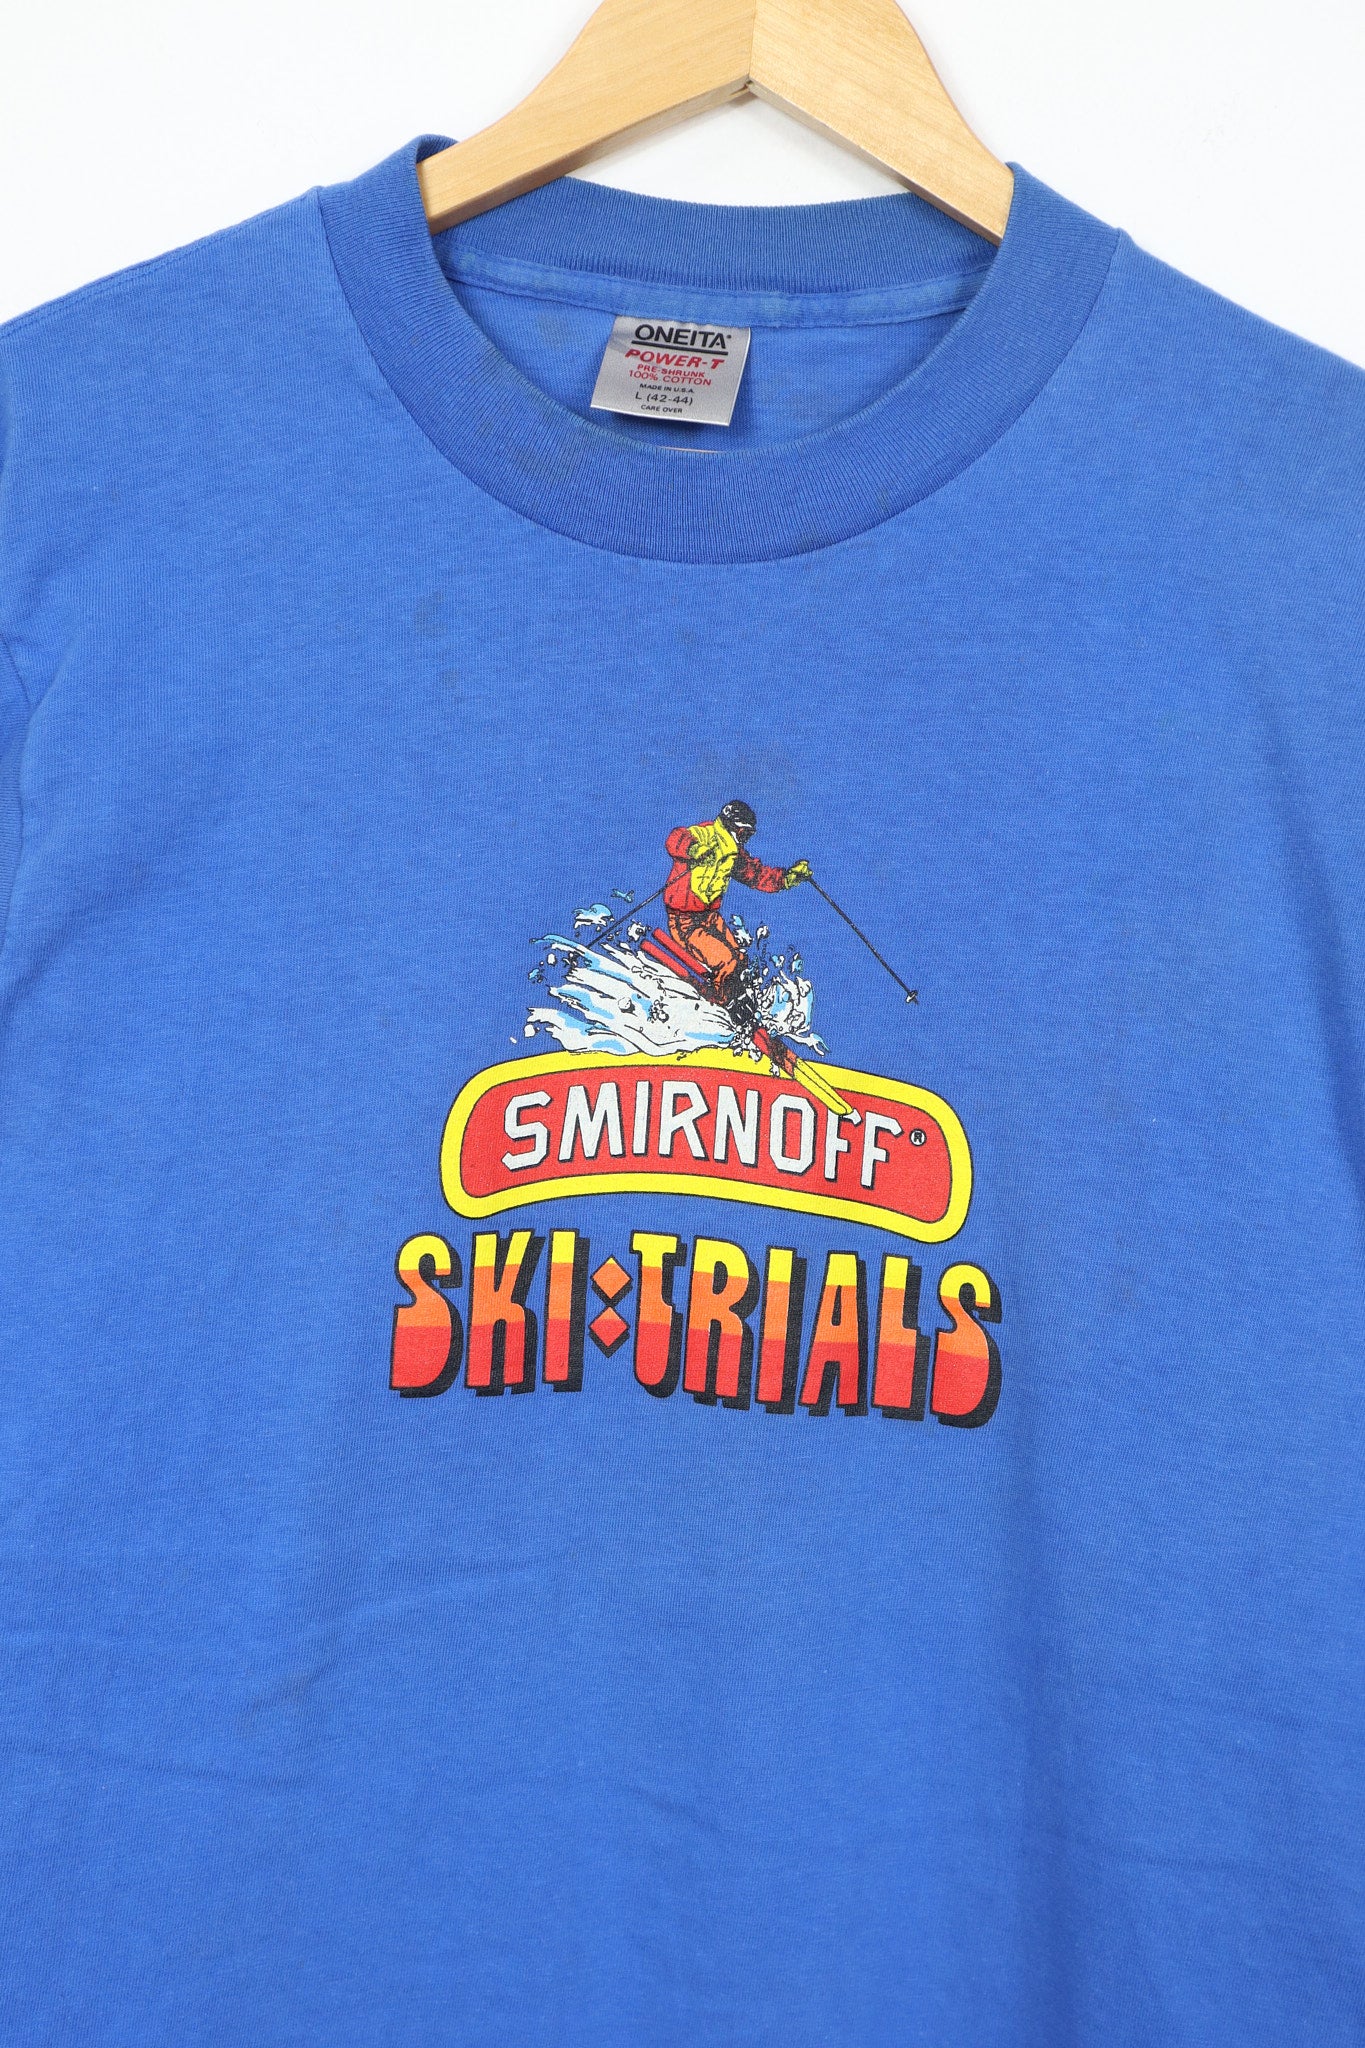 ONEITA®
POWER-T
PRE-SHRUNK
100% COTTON
MADE IN U.S.A.
L (42-44)
CARE OVER
SMIRNOFF®
SKI:TRIALS